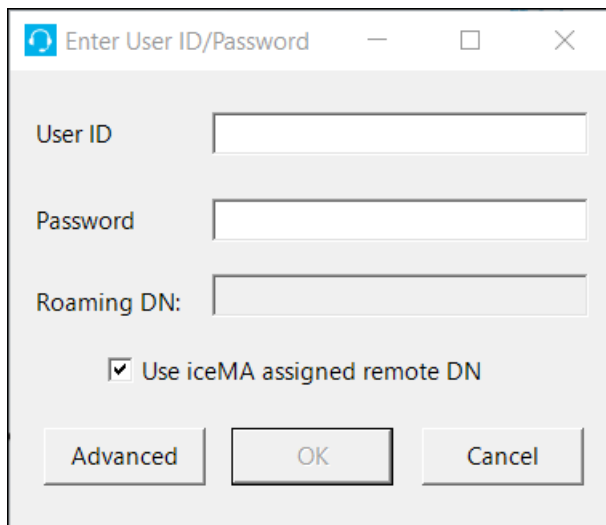 Enter User ID/Password
User ID
Password
Roaming DN:
Use iceMA assigned remote DN
Advanced OK Cancel